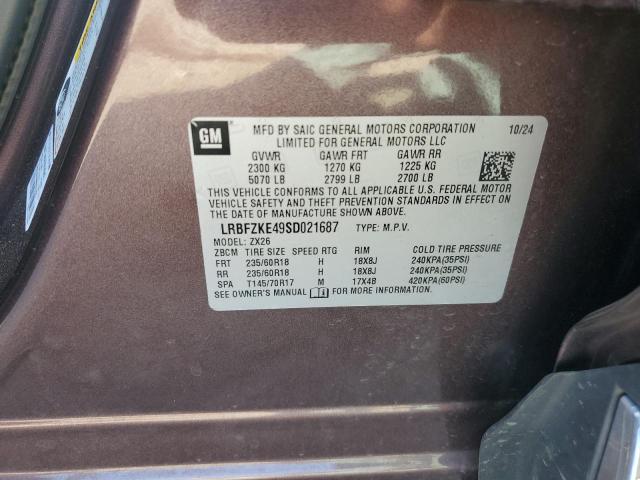 GM
MFD BY SAIC GENERAL MOTORS CORPORATION 10/24
LIMITED FOR GENERAL MOTORS LLC
GVWR GAWR FRT GAWR RR
2300 KG 1270 KG 1225 KG
5070 LB 2799 LB 2700 LB
THIS VEHICLE CONFORMS TO ALL APPLICABLE U.S. FEDERAL MOTOR
VEHICLE SAFETY AND THEFT PREVENTION STANDARDS IN EFFECT ON
THE DATE OF MANUFACTURE SHOWN ABOVE.
LRBFZKE49SD021687 TYPE: M.P.V.
MODEL: ZX26
ZBCM TIRE SIZE SPEED RTG RIM COLD TIRE PRESSURE
FRT 235/60R18 H 18X8J 240KPA(35PSI)
RR 235/60R18 H 18X8J 240KPA(35PSI)
SPA T145/70R17 M 17X4B 420KPA(60PSI)
SEE OWNER'S MANUAL FOR MORE INFORMATION.